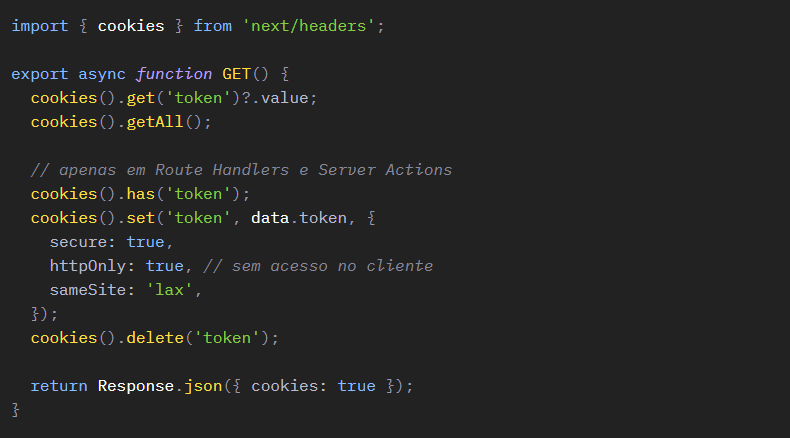 import { cookies } from 'next/headers';
export async function GET() {
cookies().get('token')?.value;
cookies().getAll();
// apenas em Route Handlers e Server Actions
cookies().has('token');
cookies().set('token', data.token, {
secure: true,
httpOnly: true, // sem acesso no cliente
sameSite: 'lax',
});
cookies().delete('token');
return Response.json({ cookies: true });
}